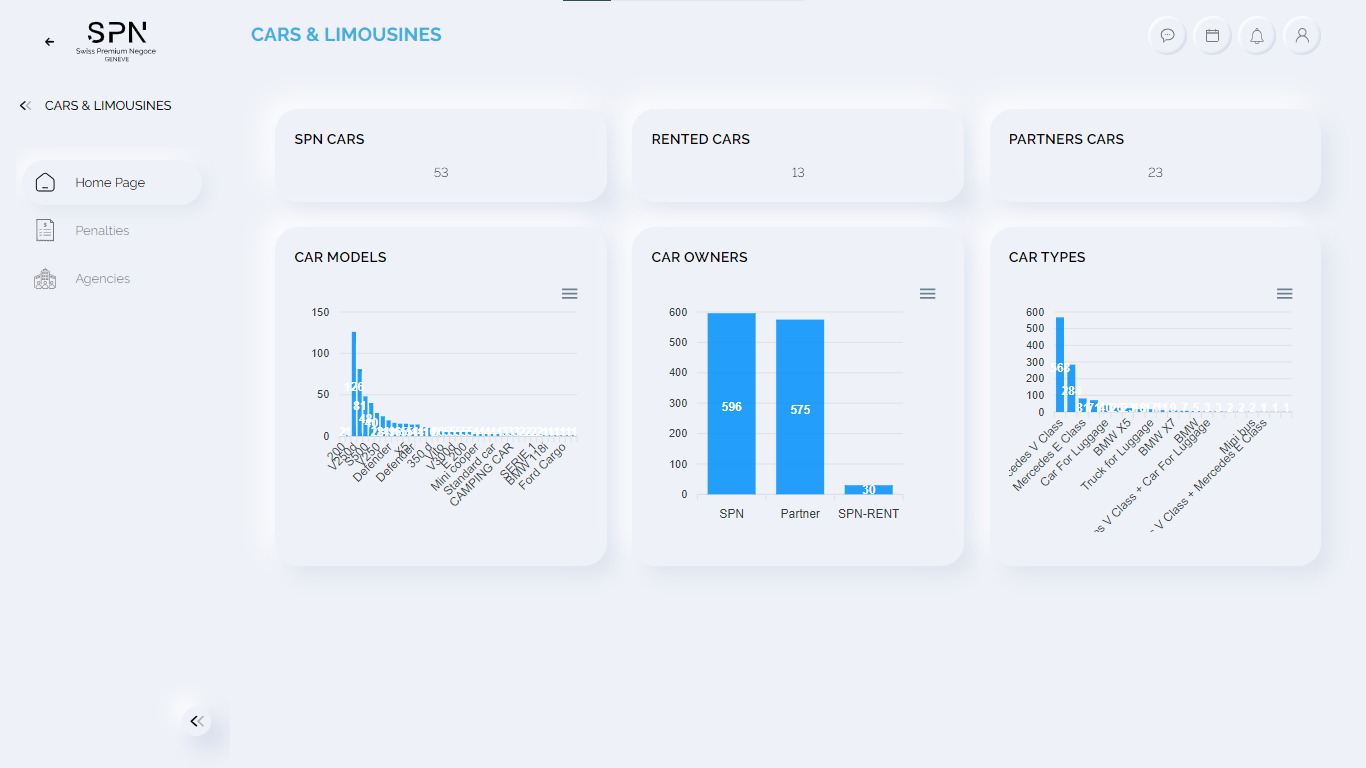 SPN
Swiss Premium Negoce
GENEVE
CARS & LIMOUSINES
CARS & LIMOUSINES
Home Page
Penalties
Agencies
SPN CARS
53
RENTED CARS
13
PARTNERS CARS
23
CAR MODELS
150
100
50
0
126
81
200
V250d
S500
V250
Defender
X5
Defender
350 d
Vito
V300d
E 200
Mini cooper
Standard car
CAMPING CAR
SERIE 1
BMW 118i
Ford Cargo
CAR OWNERS
600
500
400
300
200
100
0
596
575
30
SPN
Partner
SPN-RENT
CAR TYPES
600
500
400
300
200
100
0
568
Mercedes E Class
Car For Luggage
BMW X5
Truck for Luggage
BMW X7
BMW
V Class + Car For Luggage
Mini bus
V Class + Mercedes E Class